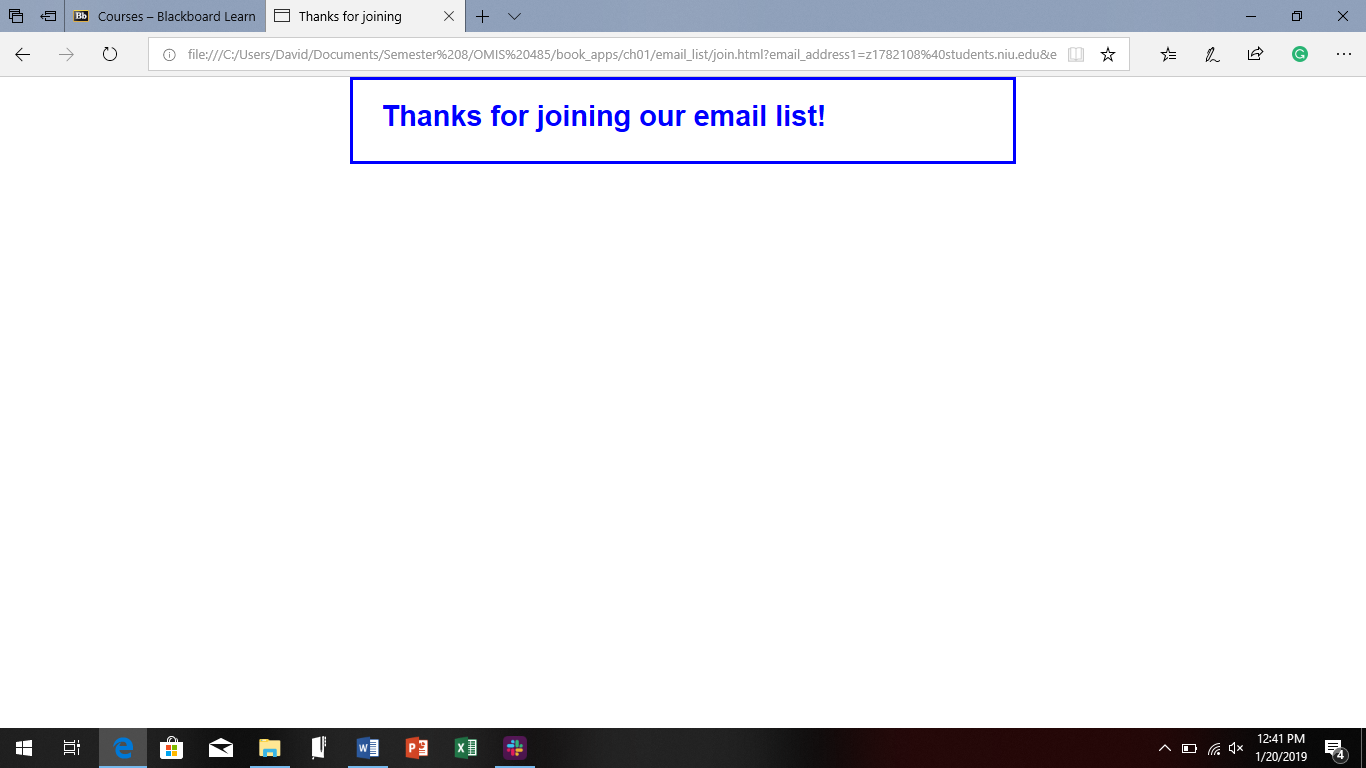 Courses – Blackboard Learn
Thanks for joining
file:///C:/Users/David/Documents/Semester%208/OMIS%20485/book_apps/ch01/email_list/join.html?email_address1=z1782108%40students.niu.edu&e
Thanks for joining our email list!
12:41 PM
1/20/2019
4